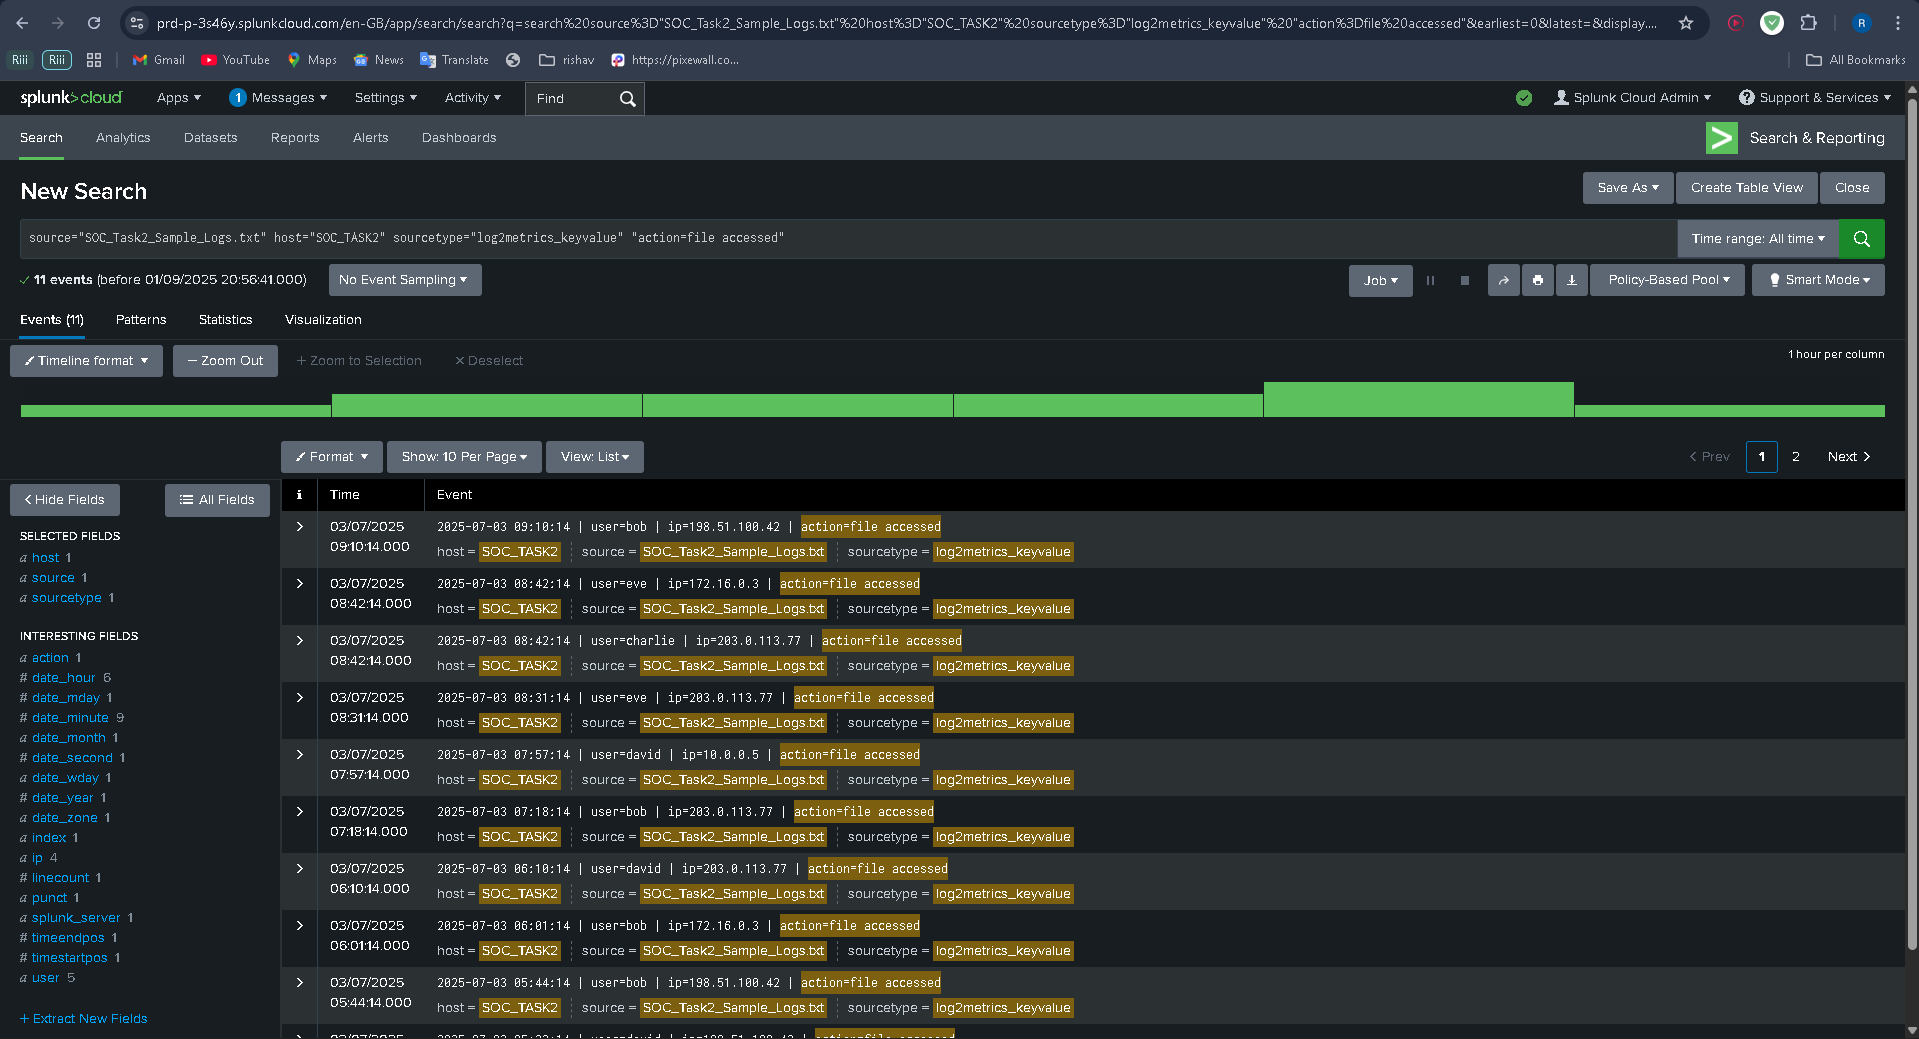 prd-p-3s46y.splunkcloud.com/en-GB/app/search/search?q=search%20source%3D"SOC_Task2_Sample_Logs.txt"%20host%3D"SOC_TASK2"%20sourcetype%3D"log2metrics_keyvalue"%20"action%3Dfile%20accessed"&earliest=0&latest=&display....
R
Riii Riii Gmail YouTube Maps News Translate rishav https://pixewall.co... All Bookmarks
splunk>cloud Apps 1 Messages Settings Activity Find Splunk Cloud Admin Support & Services
Search Analytics Datasets Reports Alerts Dashboards Search & Reporting
New Search
Save As Create Table View Close
source="SOC_Task2_Sample_Logs.txt" host="SOC_TASK2" sourcetype="log2metrics_keyvalue" "action=file accessed"
Time range: All time
11 events (before 01/09/2025 20:56:41.000) No Event Sampling Job Policy-Based Pool Smart Mode
Events (11) Patterns Statistics Visualization
Timeline format — Zoom Out + Zoom to Selection × Deselect 1 hour per column
Format Show: 10 Per Page View: List < Prev 1 2 Next >
< Hide Fields All Fields
SELECTED FIELDS
a host 1
a source 1
a sourcetype 1
INTERESTING FIELDS
a action 1
# date_hour 6
# date_mday 1
# date_minute 9
a date_month 1
# date_second 1
a date_wday 1
# date_year 1
a date_zone 1
a index 1
a ip 4
# linecount 1
a punct 1
a splunk_server 1
# timeendpos 1
# timestartpos 1
a user 5
+ Extract New Fields
i Time Event
03/07/2025 09:10:14.000 2025-07-03 09:10:14 | user=bob | ip=198.51.100.42 | action=file accessed
host = SOC_TASK2 source = SOC_Task2_Sample_Logs.txt sourcetype = log2metrics_keyvalue
03/07/2025 08:42:14.000 2025-07-03 08:42:14 | user=eve | ip=172.16.0.3 | action=file accessed
host = SOC_TASK2 source = SOC_Task2_Sample_Logs.txt sourcetype = log2metrics_keyvalue
03/07/2025 08:42:14.000 2025-07-03 08:42:14 | user=charlie | ip=203.0.113.77 | action=file accessed
host = SOC_TASK2 source = SOC_Task2_Sample_Logs.txt sourcetype = log2metrics_keyvalue
03/07/2025 08:31:14.000 2025-07-03 08:31:14 | user=eve | ip=203.0.113.77 | action=file accessed
host = SOC_TASK2 source = SOC_Task2_Sample_Logs.txt sourcetype = log2metrics_keyvalue
03/07/2025 07:57:14.000 2025-07-03 07:57:14 | user=david | ip=10.0.0.5 | action=file accessed
host = SOC_TASK2 source = SOC_Task2_Sample_Logs.txt sourcetype = log2metrics_keyvalue
03/07/2025 07:18:14.000 2025-07-03 07:18:14 | user=bob | ip=203.0.113.77 | action=file accessed
host = SOC_TASK2 source = SOC_Task2_Sample_Logs.txt sourcetype = log2metrics_keyvalue
03/07/2025 06:10:14.000 2025-07-03 06:10:14 | user=david | ip=203.0.113.77 | action=file accessed
host = SOC_TASK2 source = SOC_Task2_Sample_Logs.txt sourcetype = log2metrics_keyvalue
03/07/2025 06:01:14.000 2025-07-03 06:01:14 | user=bob | ip=172.16.0.3 | action=file accessed
host = SOC_TASK2 source = SOC_Task2_Sample_Logs.txt sourcetype = log2metrics_keyvalue
03/07/2025 05:44:14.000 2025-07-03 05:44:14 | user=bob | ip=198.51.100.42 | action=file accessed
host = SOC_TASK2 source = SOC_Task2_Sample_Logs.txt sourcetype = log2metrics_keyvalue